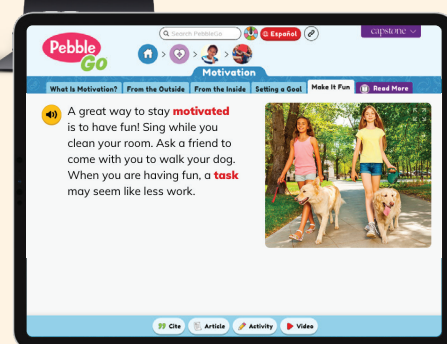 Search PebbleGo
Español
capstone
Pebble
Go
Motivation
What Is Motivation?
From the Outside
From the Inside
Setting a Goal
Make It Fun
Read More
A great way to stay motivated
is to have fun! Sing while you
clean your room. Ask a friend to
come with you to walk your dog.
When you are having fun, a task
may seem like less work.
Cite
Article
Activity
Video